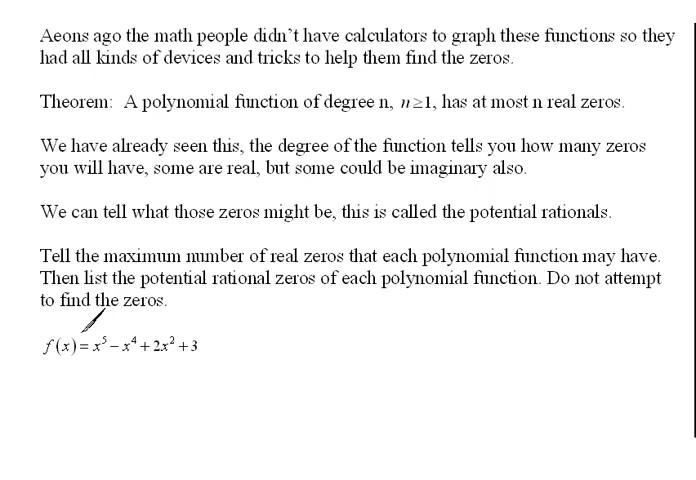 Aeons ago the math people didn't have calculators to graph these functions so they
had all kinds of devices and tricks to help them find the zeros.
Theorem: A polynomial function of degree n, n≥1, has at most n real zeros.
We have already seen this, the degree of the function tells you how many zeros
you will have, some are real, but some could be imaginary also.
We can tell what those zeros might be, this is called the potential rationals.
Tell the maximum number of real zeros that each polynomial function may have.
Then list the potential rational zeros of each polynomial function. Do not attempt
to find the zeros.
f(x)=x⁵−x⁴+2x²+3